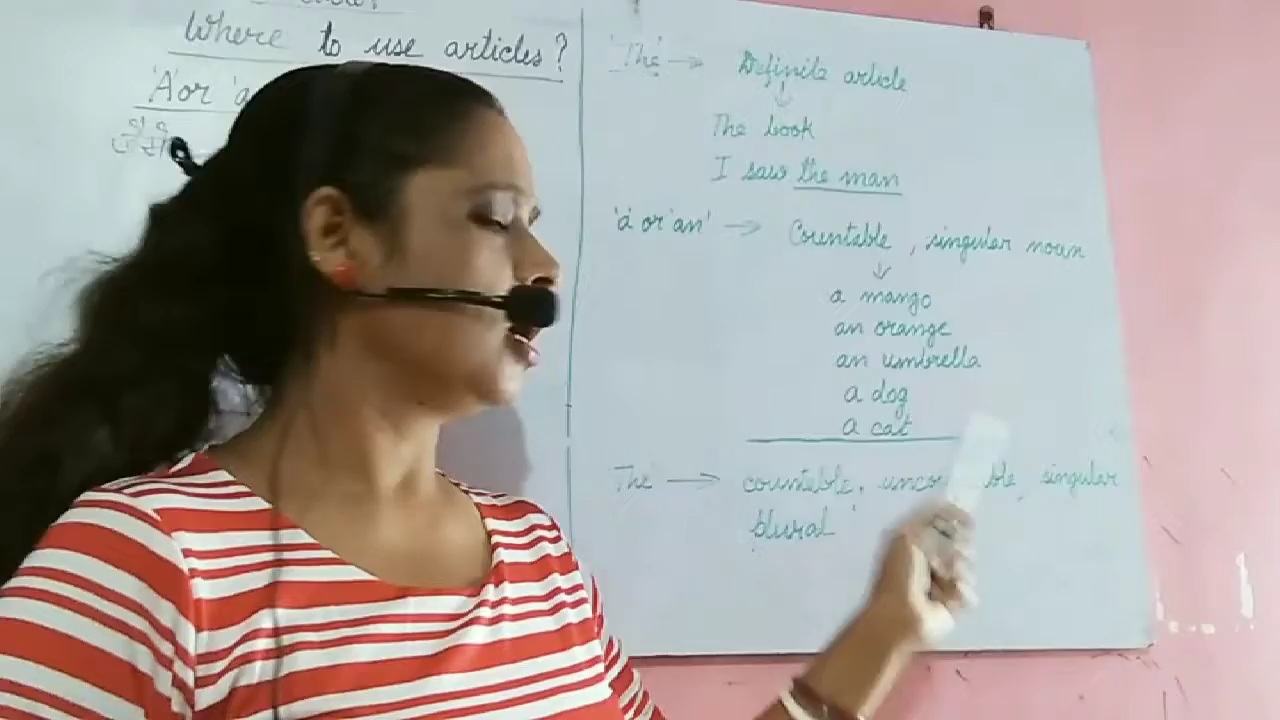 Where to use articles?
'A' or
'The' → Definite article
↓
The book
I saw the man
'a or an' → Countable, singular noun
↓
a mango
an orange
an umbrella
a dog
a cat
The → countable, singular
plural